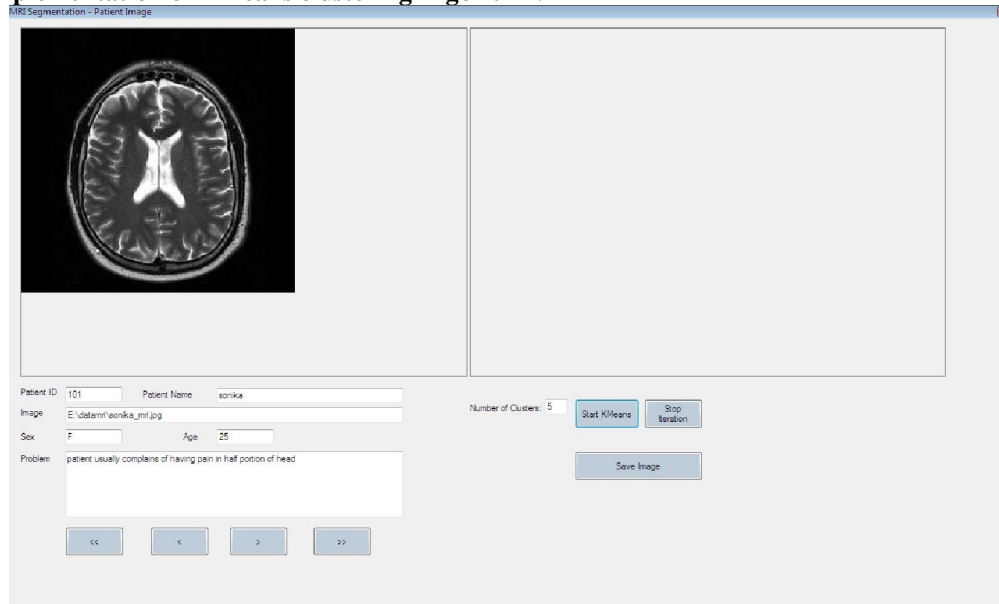 MRI Segmentation - Patient Image
Patient ID 101 Patient Name sonika
Image E:\datamri\sonika_mri.jpg
Sex F Age 25
Problem patient usually complains of having pain in half portion of head
Number of Clusters: 5 Start KMeans Stop Iteration
Save Image
<< < > >>